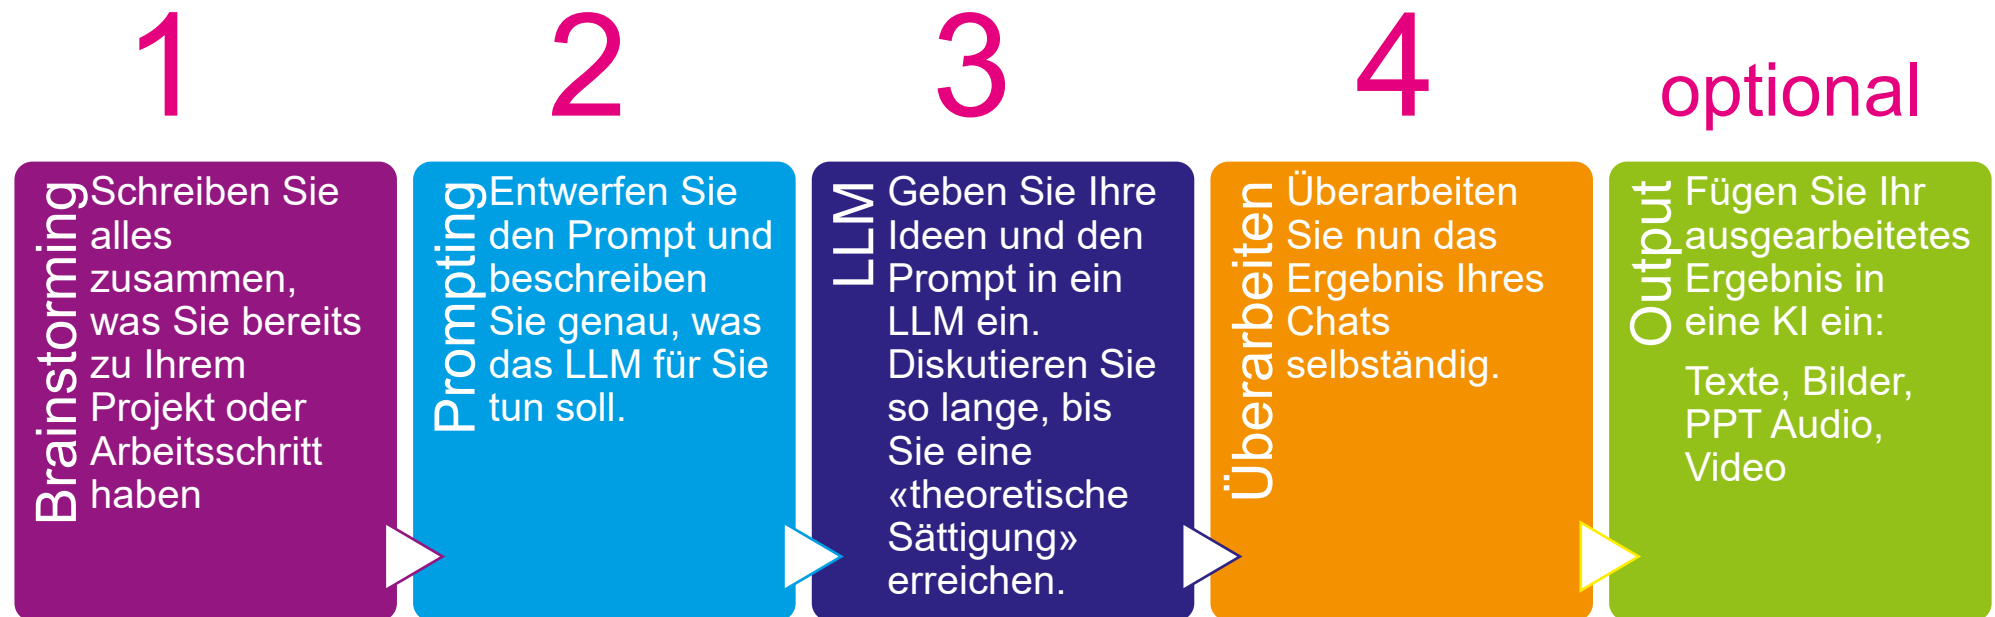 1
Brainstorming
Schreiben Sie
alles
zusammen,
was Sie bereits
zu Ihrem
Projekt oder
Arbeitsschritt
haben
2
Prompting
Entwerfen Sie
den Prompt und
beschreiben
Sie genau, was
das LLM für Sie
tun soll.
3
LLM
Geben Sie Ihre
Ideen und den
Prompt in ein
LLM ein.
Diskutieren Sie
so lange, bis
Sie eine
«theoretische
Sättigung»
erreichen.
4
Überarbeiten
Überarbeiten
Sie nun das
Ergebnis Ihres
Chats
selbständig.
optional
Output
Fügen Sie Ihr
ausgearbeitetes
Ergebnis in
eine KI ein:
Texte, Bilder,
PPT Audio,
Video